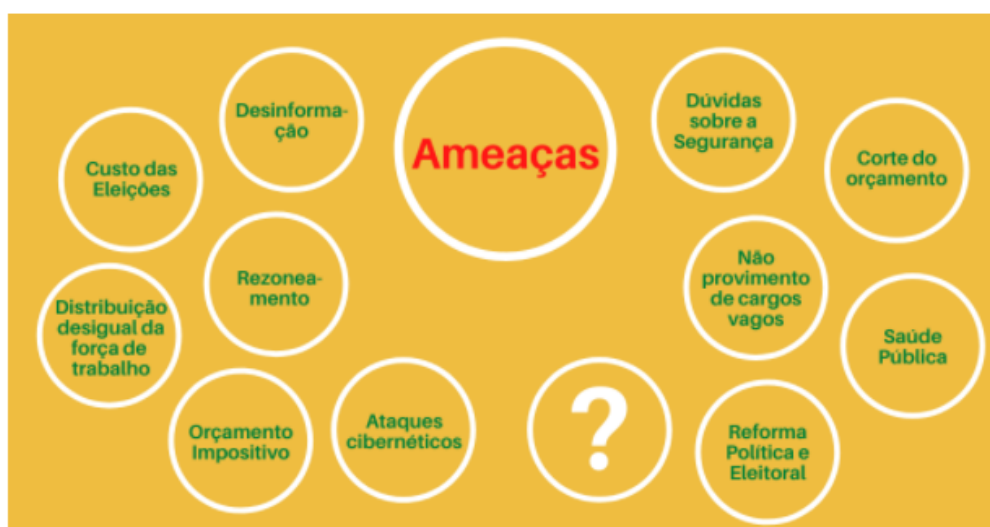 Ameaças
Desinforma-
ção
Custo das
Eleições
Rezonea-
mento
Distribuição
desigual da
força de
trabalho
Orçamento
Impositivo
Ataques
cibernéticos
?
Dúvidas
sobre a
Segurança
Corte do
orçamento
Não
provimento
de cargos
vagos
Saúde
Pública
Reforma
Política e
Eleitoral